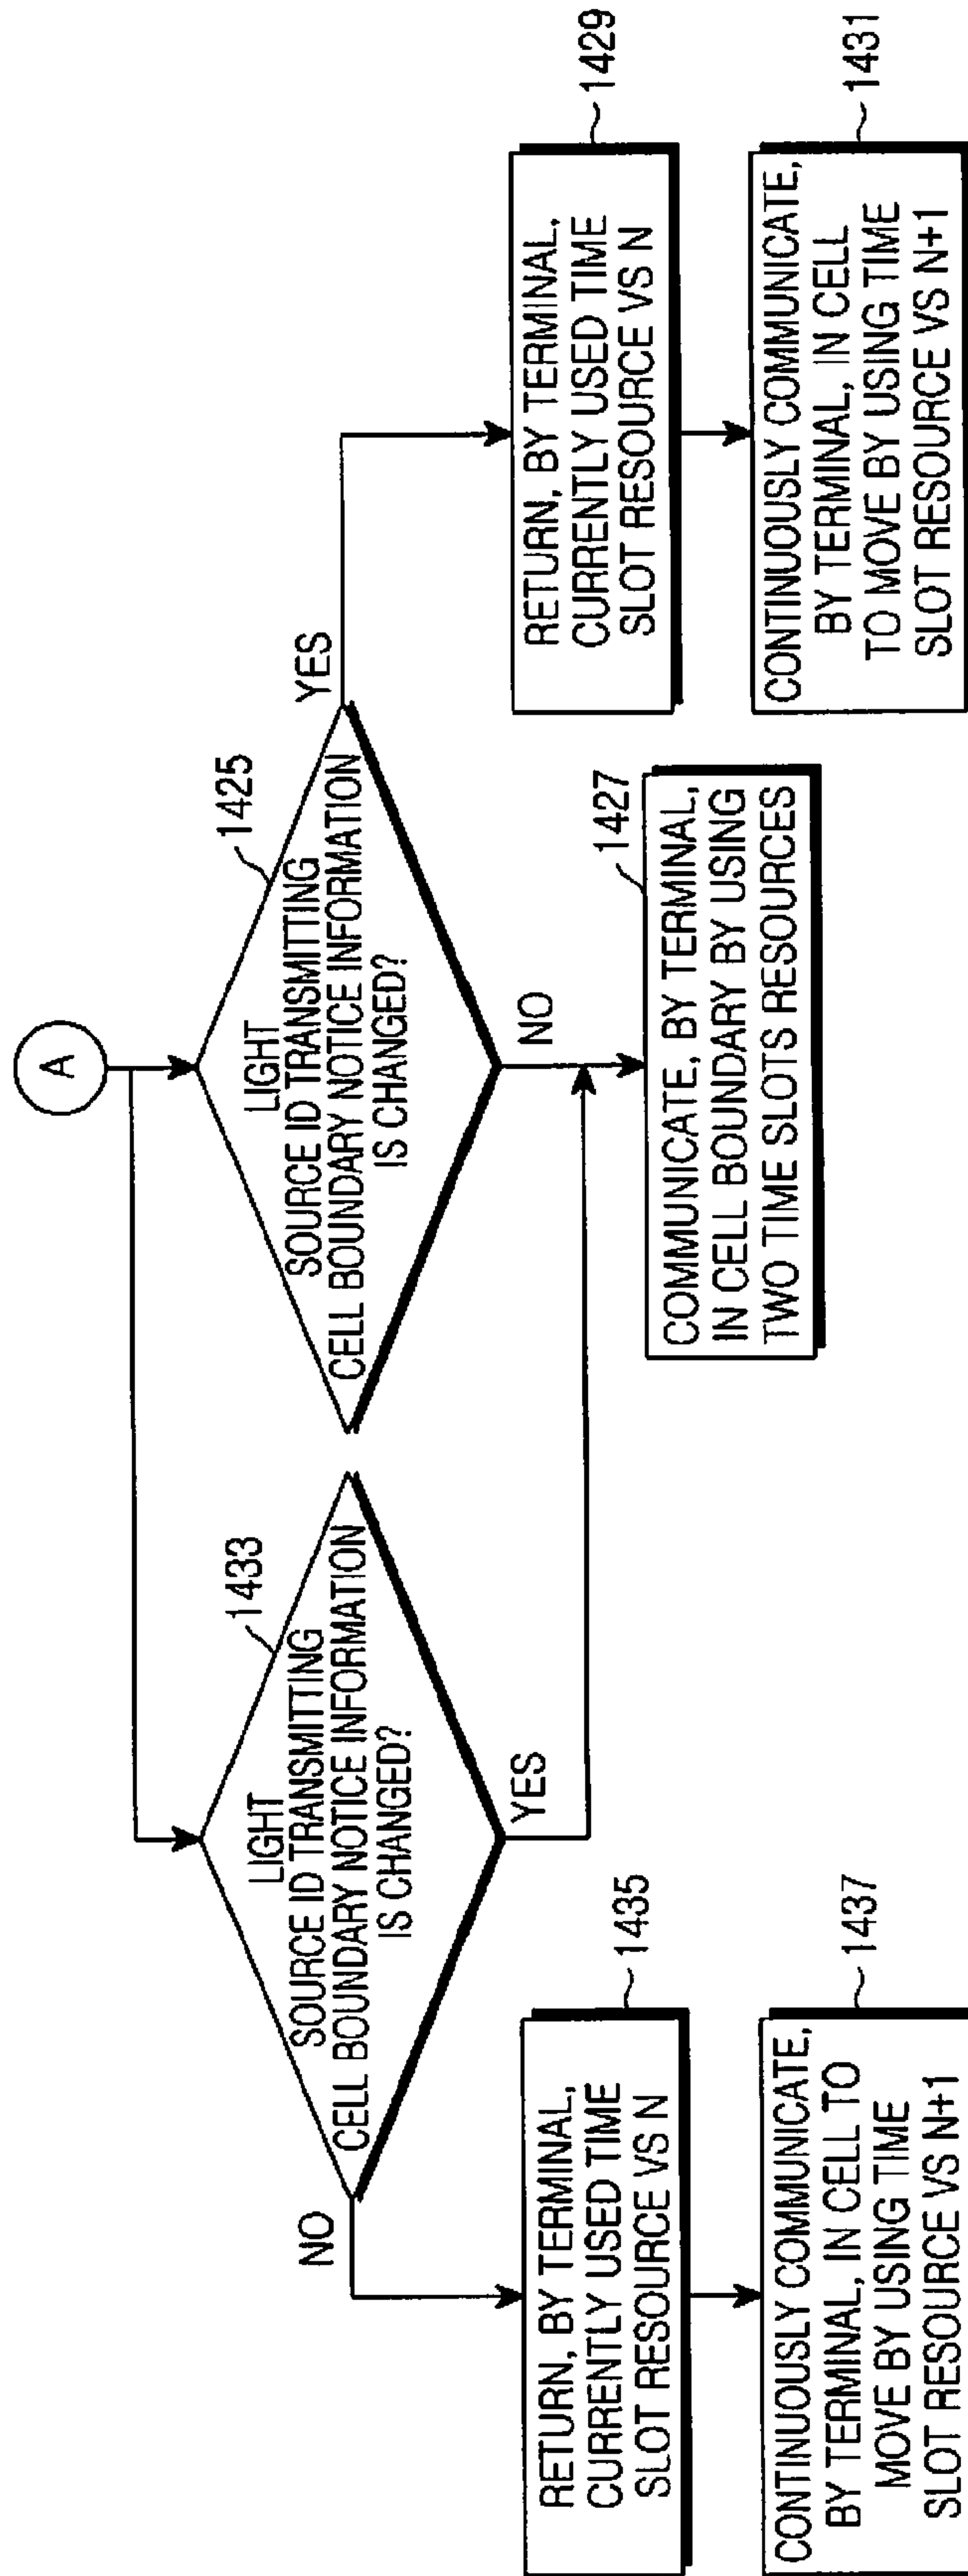 A
1433
LIGHT
SOURCE ID TRANSMITTING
CELL BOUNDARY NOTICE INFORMATION
IS CHANGED?
NO
YES
1425
LIGHT
SOURCE ID TRANSMITTING
CELL BOUNDARY NOTICE INFORMATION
IS CHANGED?
YES
NO
1435
RETURN, BY TERMINAL,
CURRENTLY USED TIME
SLOT RESOURCE VS N
1437
CONTINUOUSLY COMMUNICATE,
BY TERMINAL, IN CELL TO
MOVE BY USING TIME
SLOT RESOURCE VS N+1
1427
COMMUNICATE, BY TERMINAL,
IN CELL BOUNDARY BY USING
TWO TIME SLOTS RESOURCES
1429
RETURN, BY TERMINAL,
CURRENTLY USED TIME
SLOT RESOURCE VS N
1431
CONTINUOUSLY COMMUNICATE,
BY TERMINAL, IN CELL
TO MOVE BY USING TIME
SLOT RESOURCE VS N+1